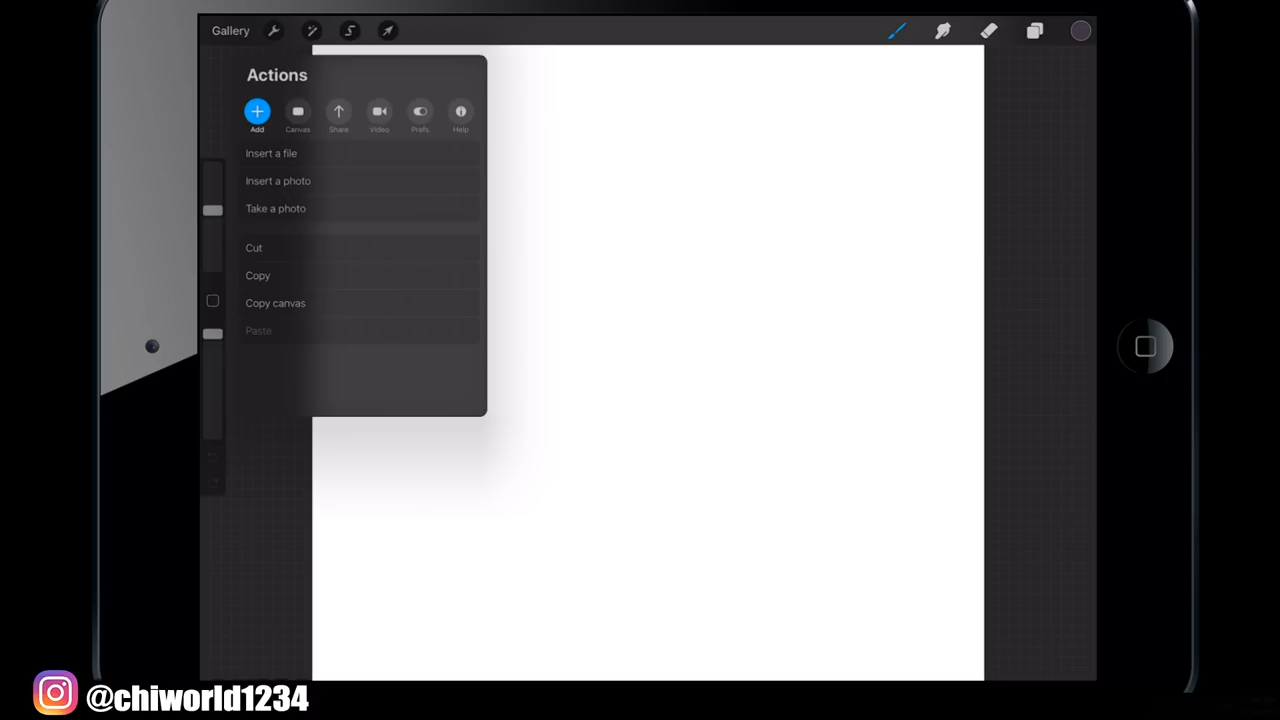 Gallery
Actions
Add Canvas Share Video Prefs. Help
Insert a file
Insert a photo
Take a photo
Cut
Copy
Copy canvas
Paste
@chiworld1234